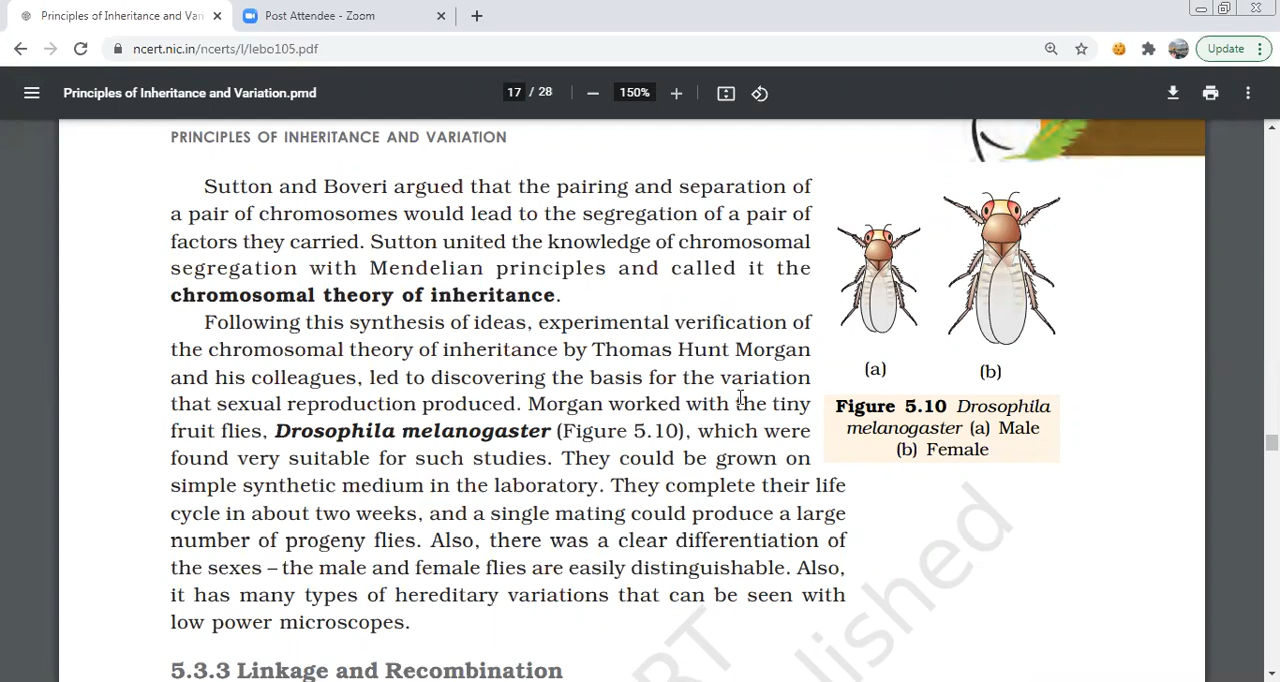 Principles of Inheritance and Vari
Post Attendee - Zoom
ncert.nic.in/ncerts/l/lebo105.pdf
Update
Principles of Inheritance and Variation.pmd
17 / 28
150%
PRINCIPLES OF INHERITANCE AND VARIATION
Sutton and Boveri argued that the pairing and separation of
a pair of chromosomes would lead to the segregation of a pair of
factors they carried. Sutton united the knowledge of chromosomal
segregation with Mendelian principles and called it the
chromosomal theory of inheritance.
Following this synthesis of ideas, experimental verification of
the chromosomal theory of inheritance by Thomas Hunt Morgan
and his colleagues, led to discovering the basis for the variation
that sexual reproduction produced. Morgan worked with the tiny
fruit flies, Drosophila melanogaster (Figure 5.10), which were
found very suitable for such studies. They could be grown on
simple synthetic medium in the laboratory. They complete their life
cycle in about two weeks, and a single mating could produce a large
number of progeny flies. Also, there was a clear differentiation of
the sexes – the male and female flies are easily distinguishable. Also,
it has many types of hereditary variations that can be seen with
low power microscopes.
(a)
(b)
Figure 5.10 Drosophila
melanogaster (a) Male
(b) Female
5.3.3 Linkage and Recombination